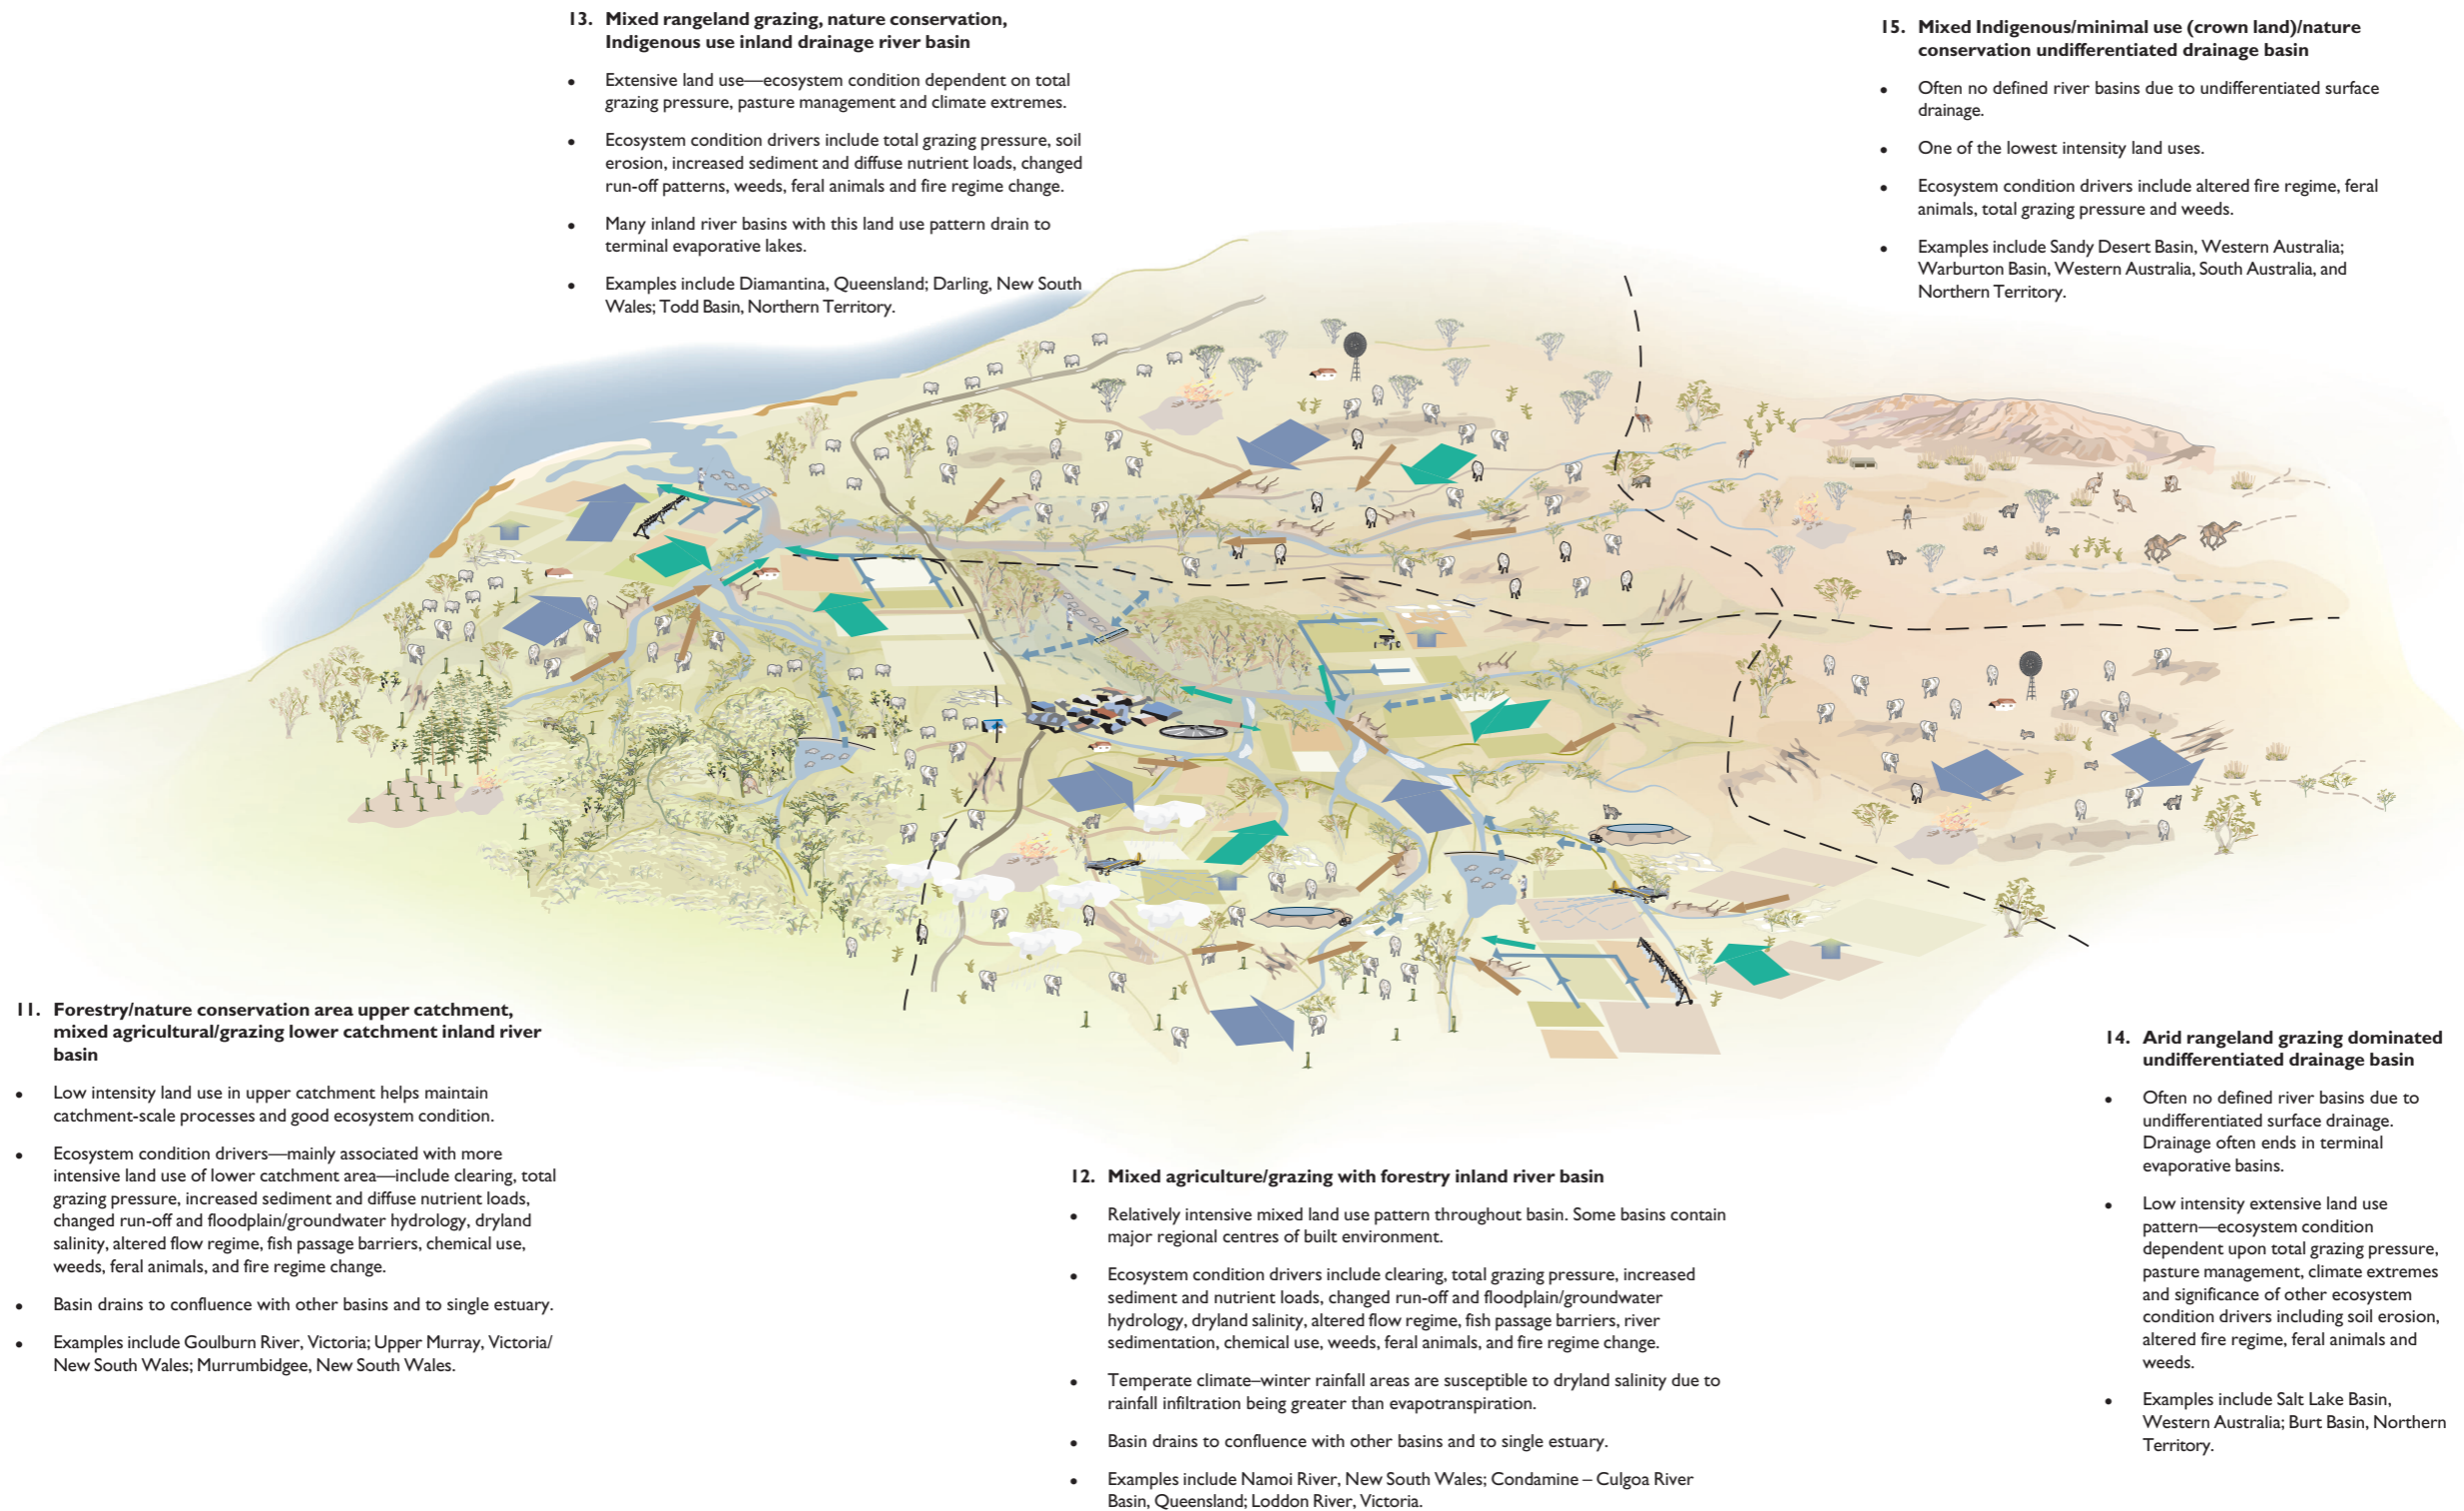 13. Mixed rangeland grazing, nature conservation,
Indigenous use inland drainage river basin
• Extensive land use—ecosystem condition dependent on total
grazing pressure, pasture management and climate extremes.
• Ecosystem condition drivers include total grazing pressure, soil
erosion, increased sediment and diffuse nutrient loads, changed
run-off patterns, weeds, feral animals and fire regime change.
• Many inland river basins with this land use pattern drain to
terminal evaporative lakes.
• Examples include Diamantina, Queensland; Darling, New South
Wales; Todd Basin, Northern Territory.
15. Mixed Indigenous/minimal use (crown land)/nature
conservation undifferentiated drainage basin
• Often no defined river basins due to undifferentiated surface
drainage.
• One of the lowest intensity land uses.
• Ecosystem condition drivers include altered fire regime, feral
animals, total grazing pressure and weeds.
• Examples include Sandy Desert Basin, Western Australia;
Warburton Basin, Western Australia, South Australia, and
Northern Territory.
11. Forestry/nature conservation area upper catchment,
mixed agricultural/grazing lower catchment inland river
basin
• Low intensity land use in upper catchment helps maintain
catchment-scale processes and good ecosystem condition.
• Ecosystem condition drivers—mainly associated with more
intensive land use of lower catchment area—include clearing, total
grazing pressure, increased sediment and diffuse nutrient loads,
changed run-off and floodplain/groundwater hydrology, dryland
salinity, altered flow regime, fish passage barriers, chemical use,
weeds, feral animals, and fire regime change.
• Basin drains to confluence with other basins and to single estuary.
• Examples include Goulburn River, Victoria; Upper Murray, Victoria/
New South Wales; Murrumbidgee, New South Wales.
12. Mixed agriculture/grazing with forestry inland river basin
• Relatively intensive mixed land use pattern throughout basin. Some basins contain
major regional centres of built environment.
• Ecosystem condition drivers include clearing, total grazing pressure, increased
sediment and nutrient loads, changed run-off and floodplain/groundwater
hydrology, dryland salinity, altered flow regime, fish passage barriers, river
sedimentation, chemical use, weeds, feral animals, and fire regime change.
• Temperate climate–winter rainfall areas are susceptible to dryland salinity due to
rainfall infiltration being greater than evapotranspiration.
• Basin drains to confluence with other basins and to single estuary.
• Examples include Namoi River, New South Wales; Condamine – Culgoa River
Basin, Queensland; Loddon River, Victoria.
14. Arid rangeland grazing dominated
undifferentiated drainage basin
• Often no defined river basins due to
undifferentiated surface drainage.
Drainage often ends in terminal
evaporative basins.
• Low intensity extensive land use
pattern—ecosystem condition
dependent upon total grazing pressure,
pasture management, climate extremes
and significance of other ecosystem
condition drivers including soil erosion,
altered fire regime, feral animals and
weeds.
• Examples include Salt Lake Basin,
Western Australia; Burt Basin, Northern
Territory.